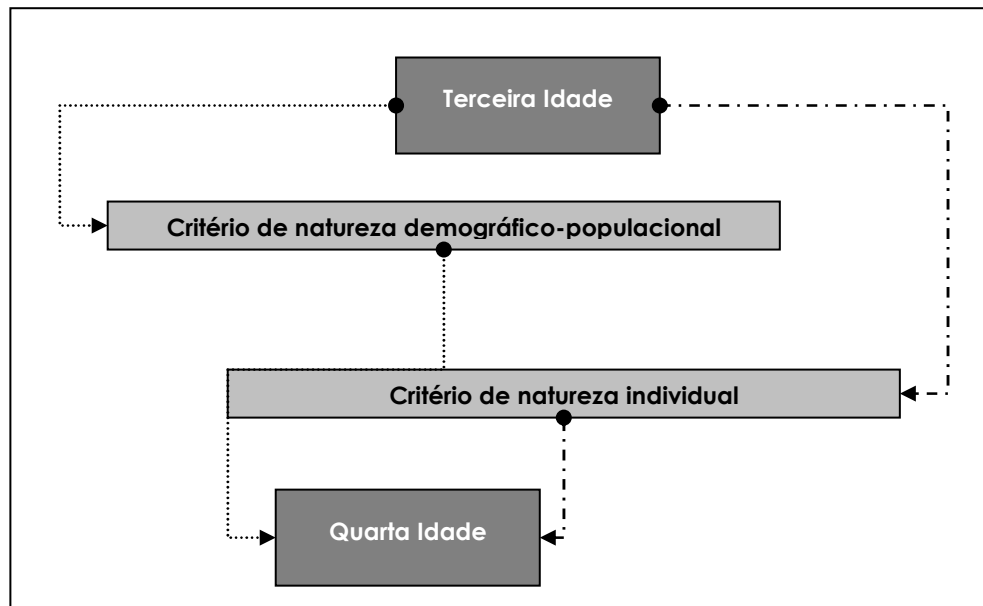 Terceira Idade
Critério de natureza demográfico-populacional
Critério de natureza individual
Quarta Idade